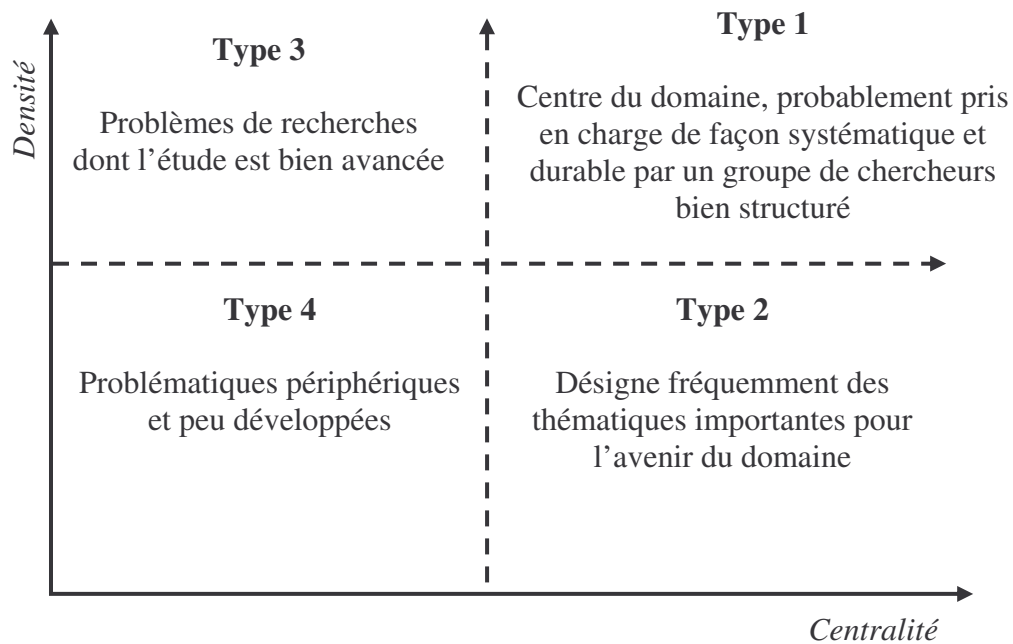 Densité
Type 3
Problèmes de recherches
dont l'étude est bien avancée
Type 1
Centre du domaine, probablement pris
en charge de façon systématique et
durable par un groupe de chercheurs
bien structuré
Type 4
Problématiques périphériques
et peu développées
Type 2
Désigne fréquemment des
thématiques importantes pour
l'avenir du domaine
Centralité